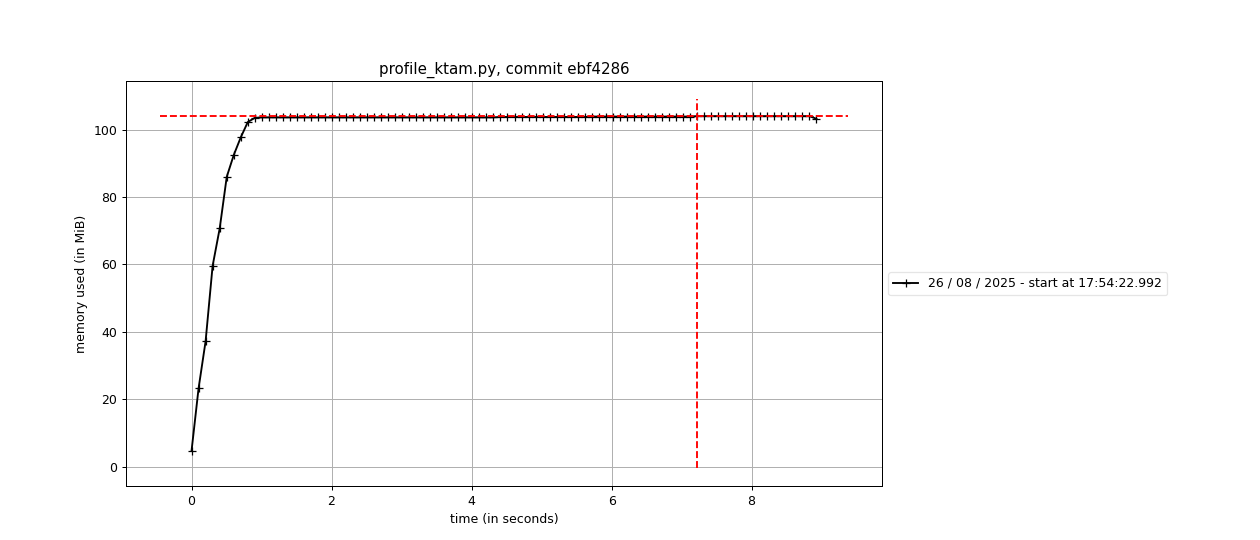 profile_ktam.py, commit ebf4286
memory used (in MiB)
100
80
60
40
20
0
0 2 4 6 8
time (in seconds)
26 / 08 / 2025 - start at 17:54:22.992